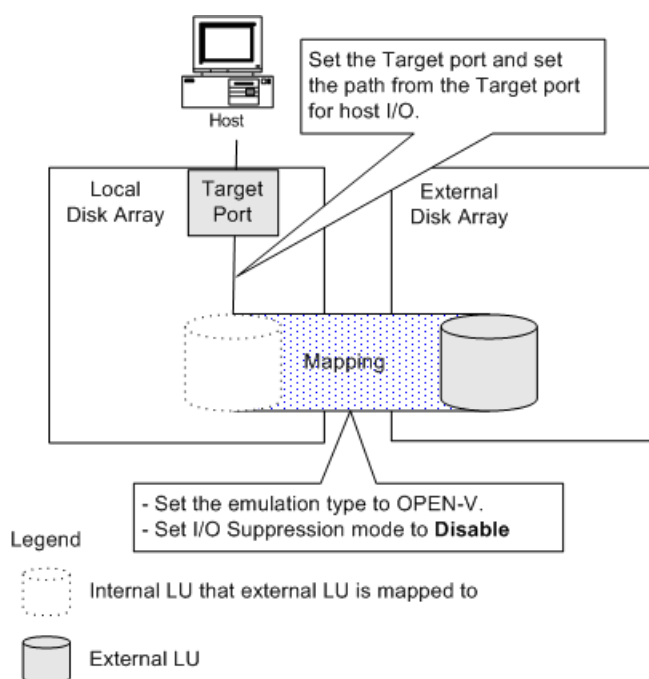 Set the Target port and set
the path from the Target port
for host I/O.
Host
Local
Disk Array
Target
Port
External
Disk Array
Mapping
- Set the emulation type to OPEN-V.
- Set I/O Suppression mode to Disable
Legend
Internal LU that external LU is mapped to
External LU